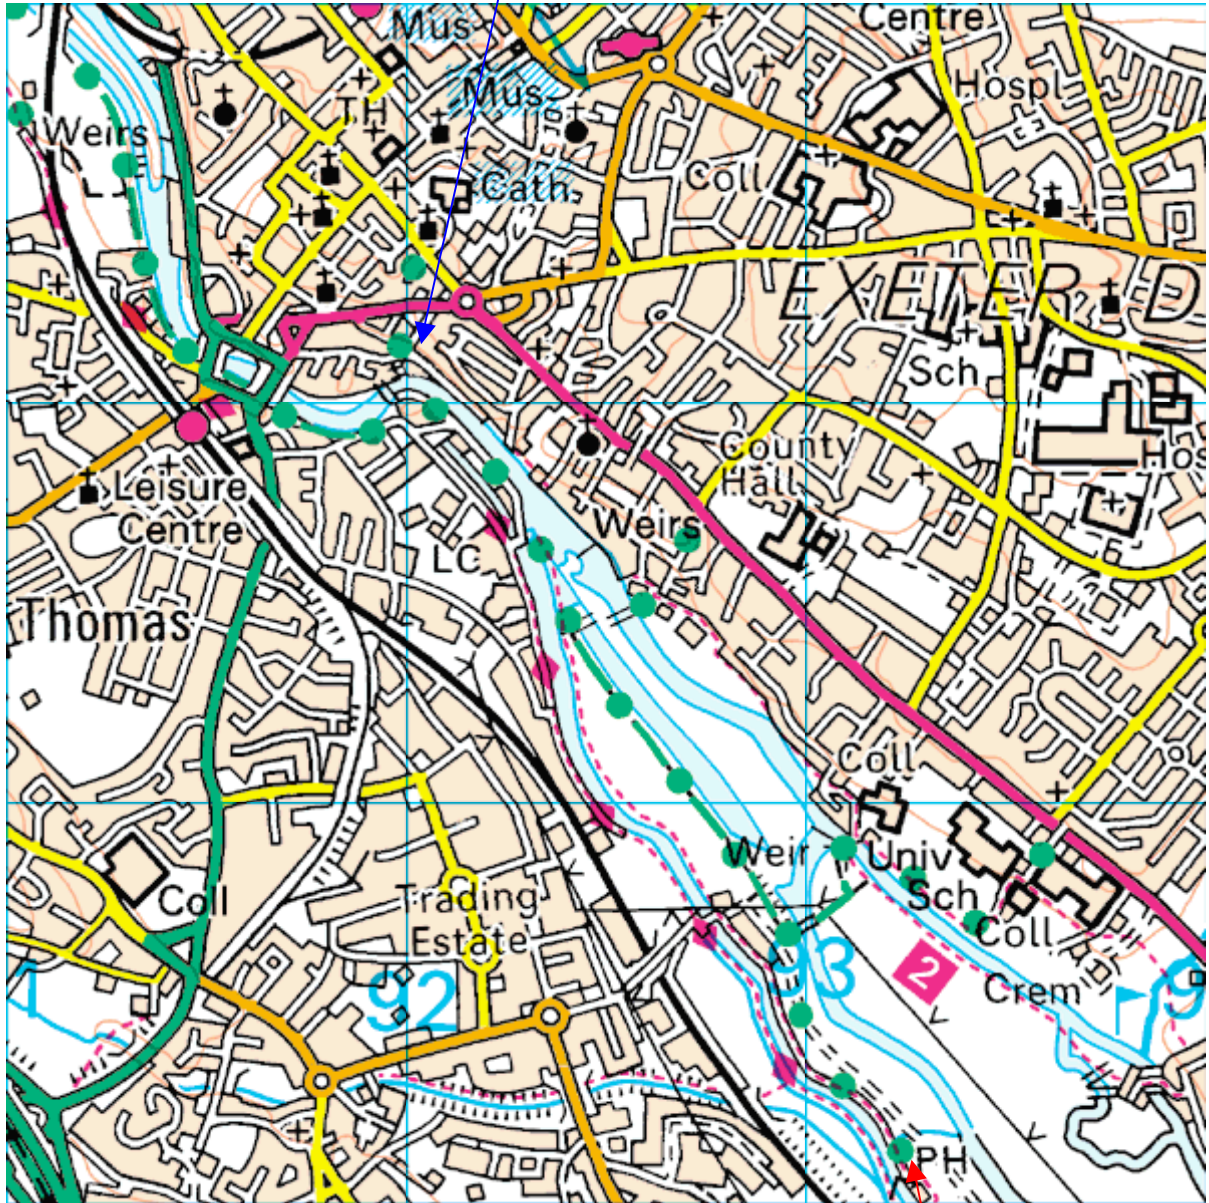 Mus
Centre
Mus
Hospl
TH
Weirs
Cath
Coll
EXETER D
Sch
County
Hall
Hos
Leisure
Centre
Weirs
LC
Thomas
Coll
Weir
Univ
Sch
Coll
Trading
Estate
Coll
92
93
2
Crem
9
PH